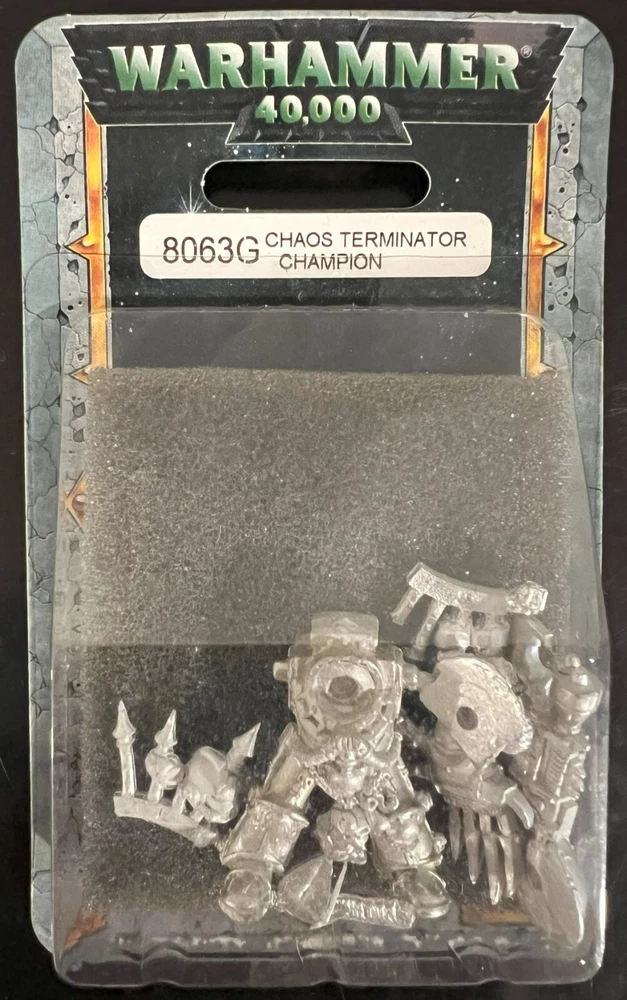 WARHAMMER®
40,000
8063G CHAOS TERMINATOR
CHAMPION